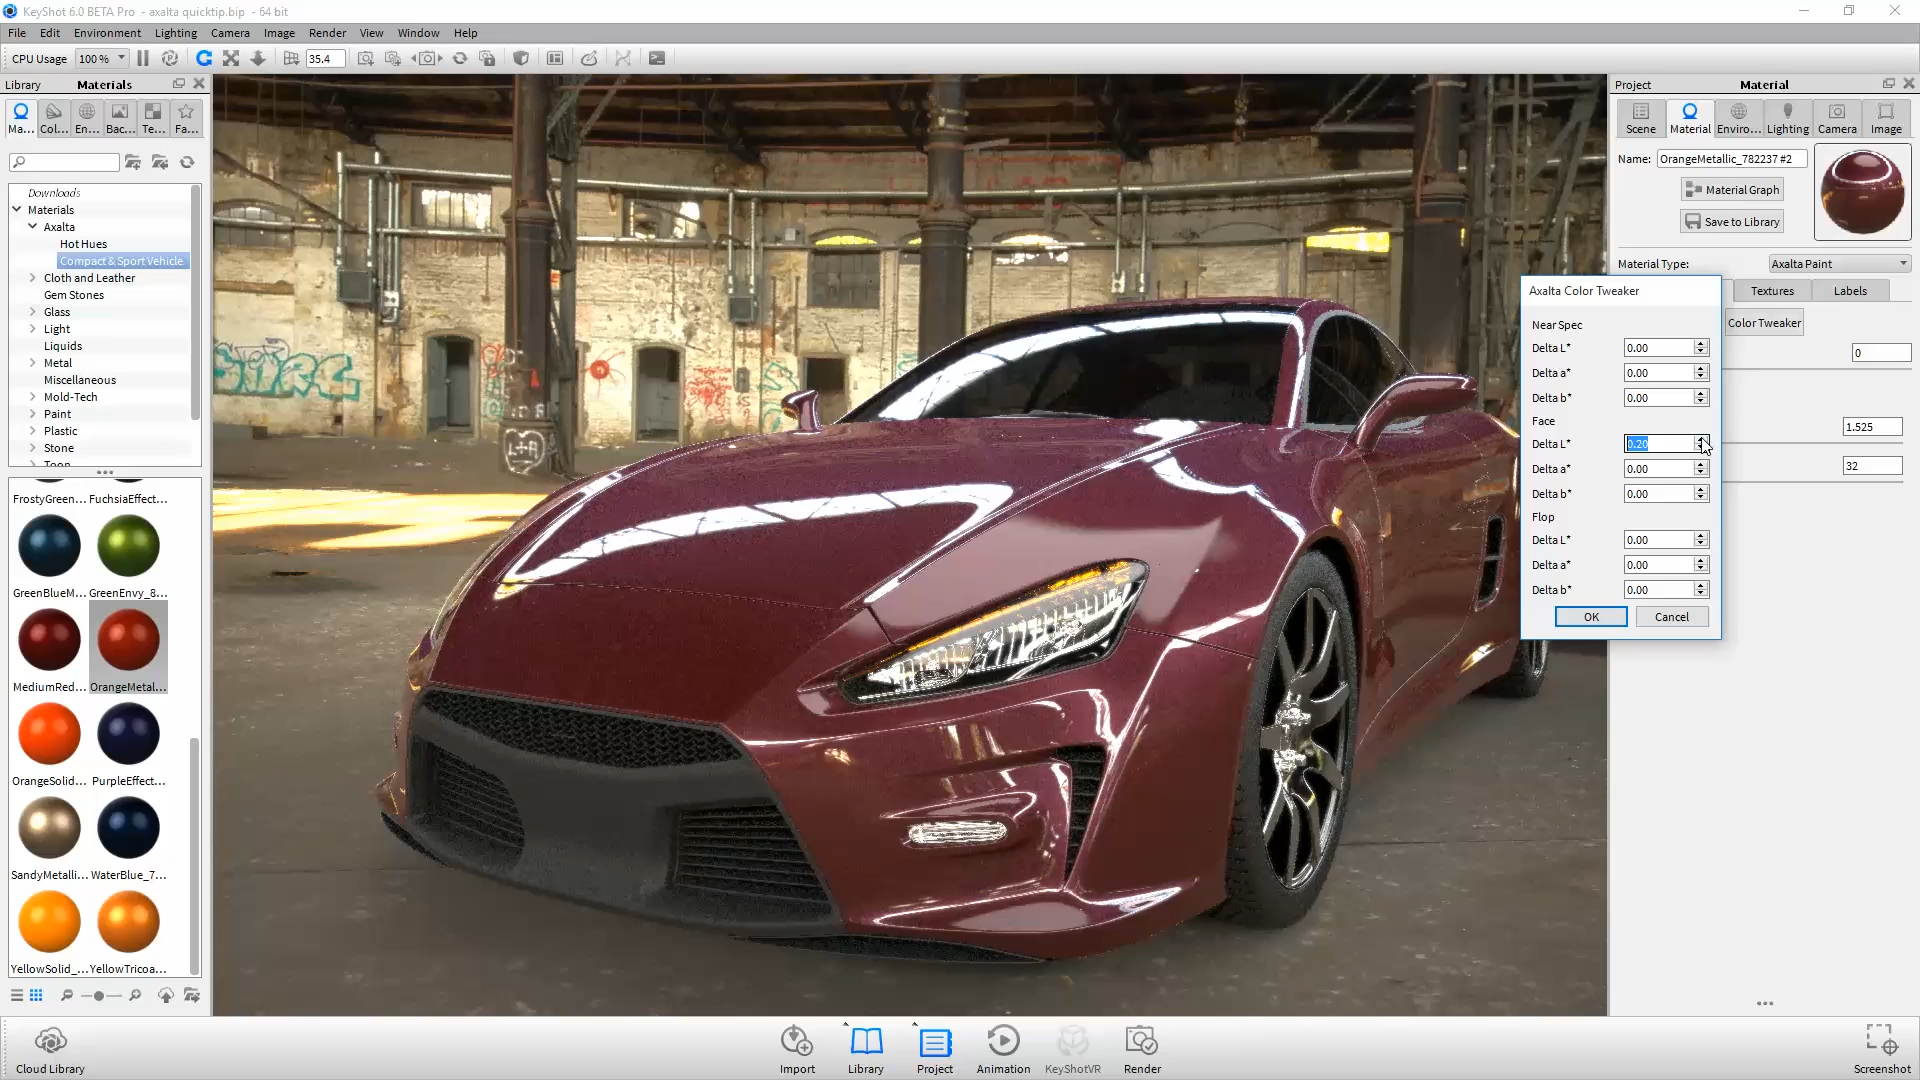 KeyShot 6.0 BETA Pro - axalta quicktip.bip - 64 bit
File Edit Environment Lighting Camera Image Render View Window Help
CPU Usage 100 % 35.4
Library Materials
Ma... Col... En... Bac... Te... Fa...
Downloads
Materials
Axalta
Hot Hues
Compact & Sport Vehicle
Cloth and Leather
Gem Stones
Glass
Light
Liquids
Metal
Miscellaneous
Mold-Tech
Paint
Plastic
Stone
Toon
FrostyGreen... FuchsiaEffect...
GreenBlueM... GreenEnvy_8...
MediumRed... OrangeMetal...
OrangeSolid... PurpleEffect...
SandyMetalli... WaterBlue_7...
YellowSolid_... YellowTricoa...
L+A
Project Material
Scene Material Enviro... Lighting Camera Image
Name: OrangeMetallic_782237 #2
Material Graph
Save to Library
Material Type: Axalta Paint
Textures Labels
Color Tweaker
0
1.525
32
Axalta Color Tweaker
Near Spec
Delta L* 0.00
Delta a* 0.00
Delta b* 0.00
Face
Delta L* 0.20
Delta a* 0.00
Delta b* 0.00
Flop
Delta L* 0.00
Delta a* 0.00
Delta b* 0.00
OK Cancel
Cloud Library Import Library Project Animation KeyShotVR Render Screenshot